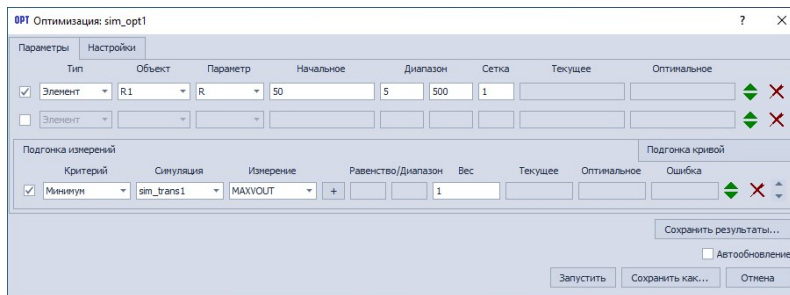 OPT Оптимизация: sim_opt1 ?
Параметры Настройки
Тип Объект Параметр Начальное Диапазон Сетка Текущее Оптимальное
Элемент R1 R 50 5 500 1
Элемент
Подгонка измерений Подгонка кривой
Критерий Симуляция Измерение Равенство/Диапазон Вес Текущее Оптимальное Ошибка
Минимум sim_trans1 MAXVOUT + 1
Сохранить результаты...
Автообновление
Запустить Сохранить как... Отмена